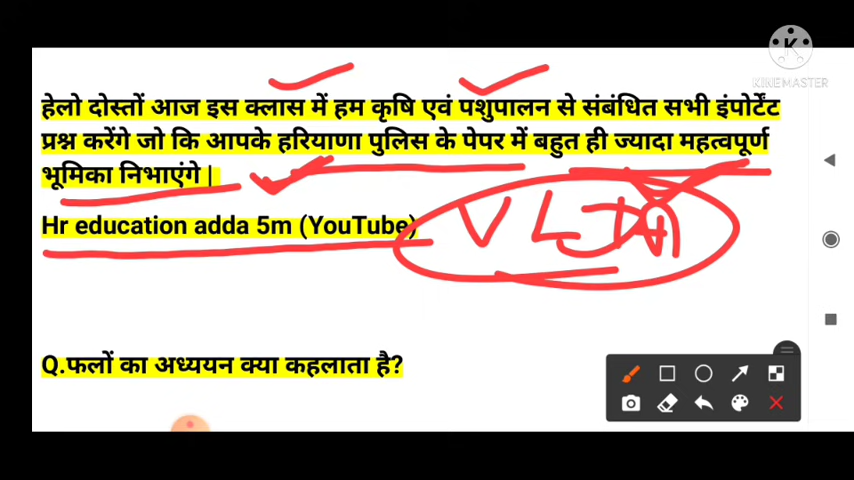 KINEMASTER
हेलो दोस्तों आज इस क्लास में हम कृषि एवं पशुपालन से संबंधित सभी इंपोर्टेंट
प्रश्न करेंगे जो कि आपके हरियाणा पुलिस के पेपर में बहुत ही ज्यादा महत्वपूर्ण
भूमिका निभाएंगे |
Hr education adda 5m (YouTube)
Q.फलों का अध्ययन क्या कहलाता है?